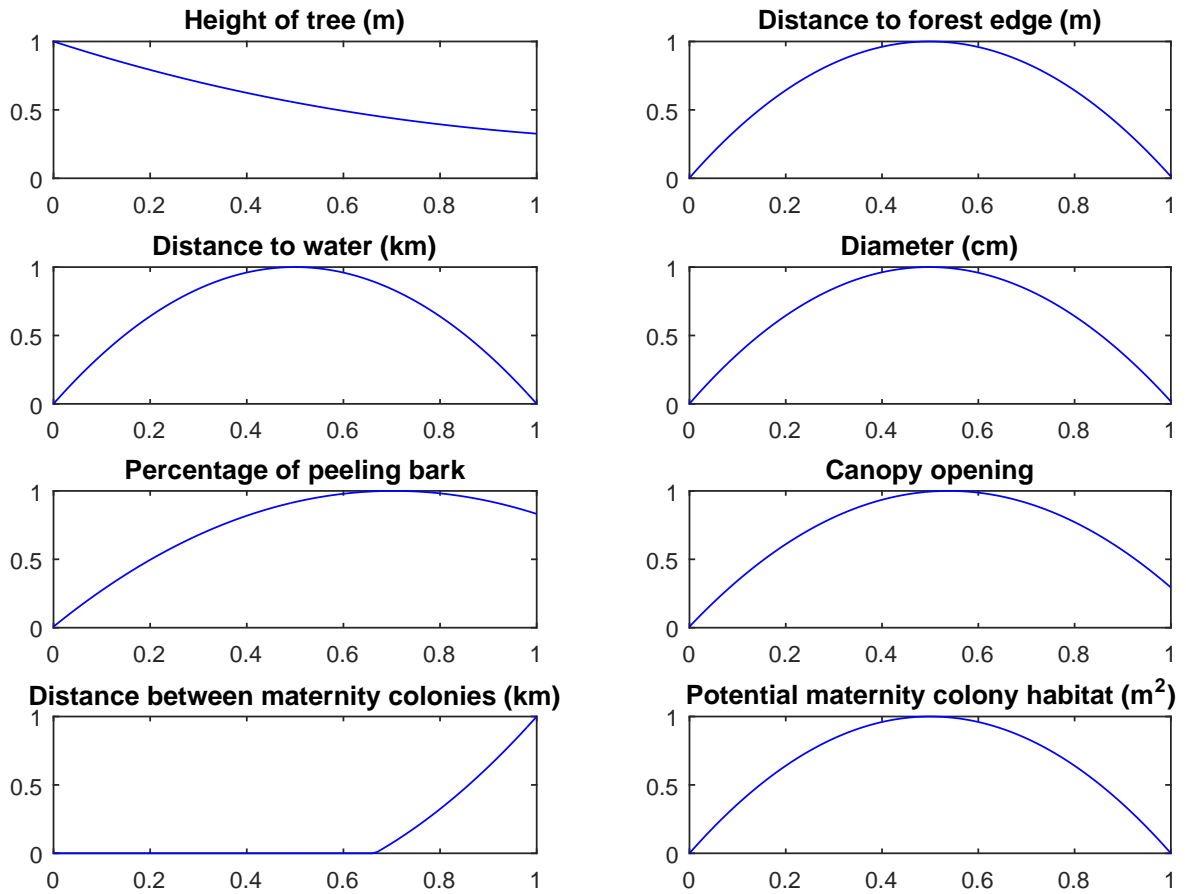 Height of tree (m)
1
0.5
0
0 0.2 0.4 0.6 0.8 1
Distance to forest edge (m)
1
0.5
0
0 0.2 0.4 0.6 0.8 1
Distance to water (km)
1
0.5
0
0 0.2 0.4 0.6 0.8 1
Diameter (cm)
1
0.5
0
0 0.2 0.4 0.6 0.8 1
Percentage of peeling bark
1
0.5
0
0 0.2 0.4 0.6 0.8 1
Canopy opening
1
0.5
0
0 0.2 0.4 0.6 0.8 1
Distance between maternity colonies (km)
1
0.5
0
0 0.2 0.4 0.6 0.8 1
Potential maternity colony habitat (m²)
1
0.5
0
0 0.2 0.4 0.6 0.8 1